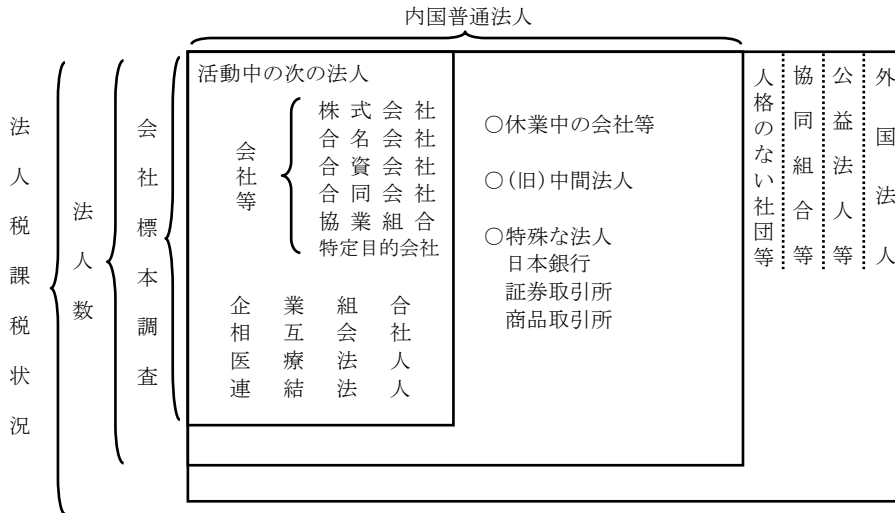 内国普通法人
法人税課税状況
法人数
会社標本調査
活動中の次の法人
会社等
株式会社
合名会社
合資会社
合同会社
協業組合
特定目的会社
企業組合
相互会社
医療法人
連結法人
○休業中の会社等
○(旧)中間法人
○特殊な法人
日本銀行
証券取引所
商品取引所
人格のない社団等
協同組合等
公益法人等
外国法人